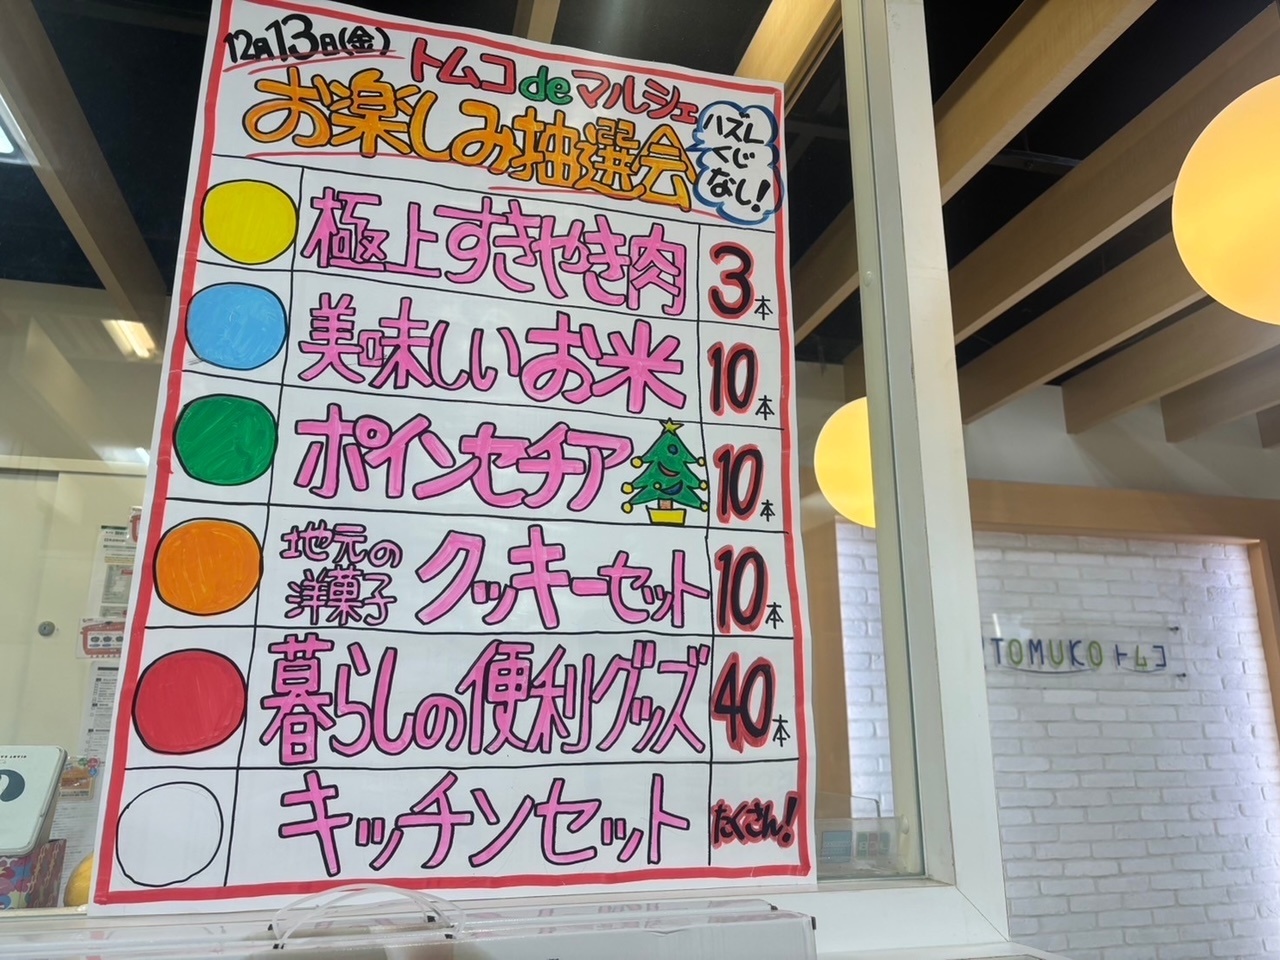 12月13日(金)
トムコdeマルシェ
お楽しみ抽選会
ハズレ
くじ
なし!
極上すきやき肉 3本
美味しいお米 10本
ポインセチア 10本
地元の
洋菓子 クッキーセット 10本
暮らしの便利グッズ 40本
キッチンセット たくさん!
TOMUKO トムコ